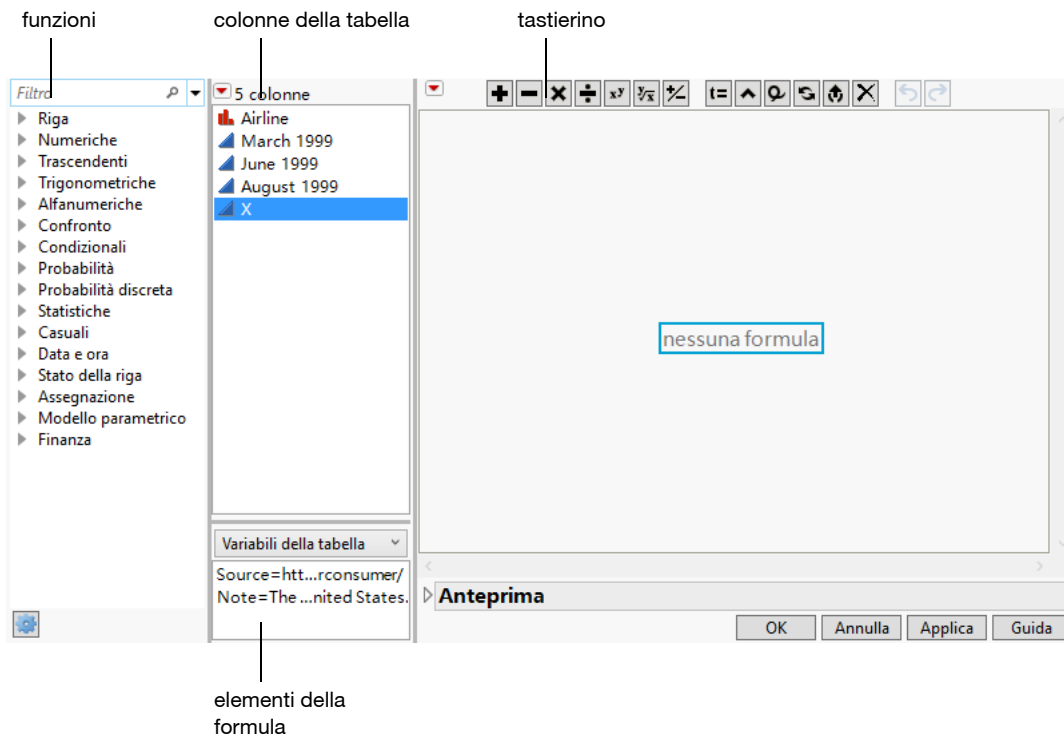 funzioni
colonne della tabella
tastierino
Filtro
5 colonne
t=
Riga
Numeriche
Trascendenti
Trigonometriche
Alfanumeriche
Confronto
Condizionali
Probabilità
Probabilità discreta
Statistiche
Casuali
Data e ora
Stato della riga
Assegnazione
Modello parametrico
Finanza
Airline
March 1999
June 1999
August 1999
X
nessuna formula
Variabili della tabella
Source=htt...rconsumer/
Note=The ...nited States.
Anteprima
OK
Annulla
Applica
Guida
elementi della
formula